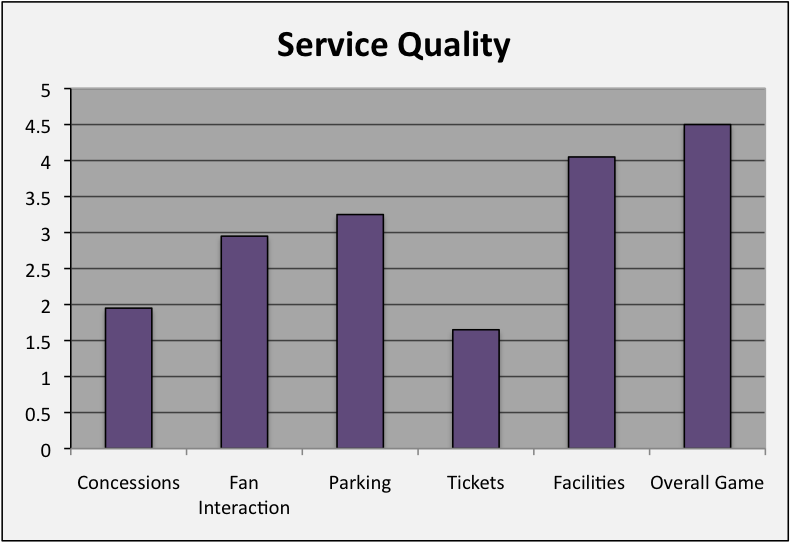 Service Quality
5
4.5
4
3.5
3
2.5
2
1.5
1
0.5
0
Concessions
Fan
Interaction
Parking
Tickets
Facilities
Overall Game